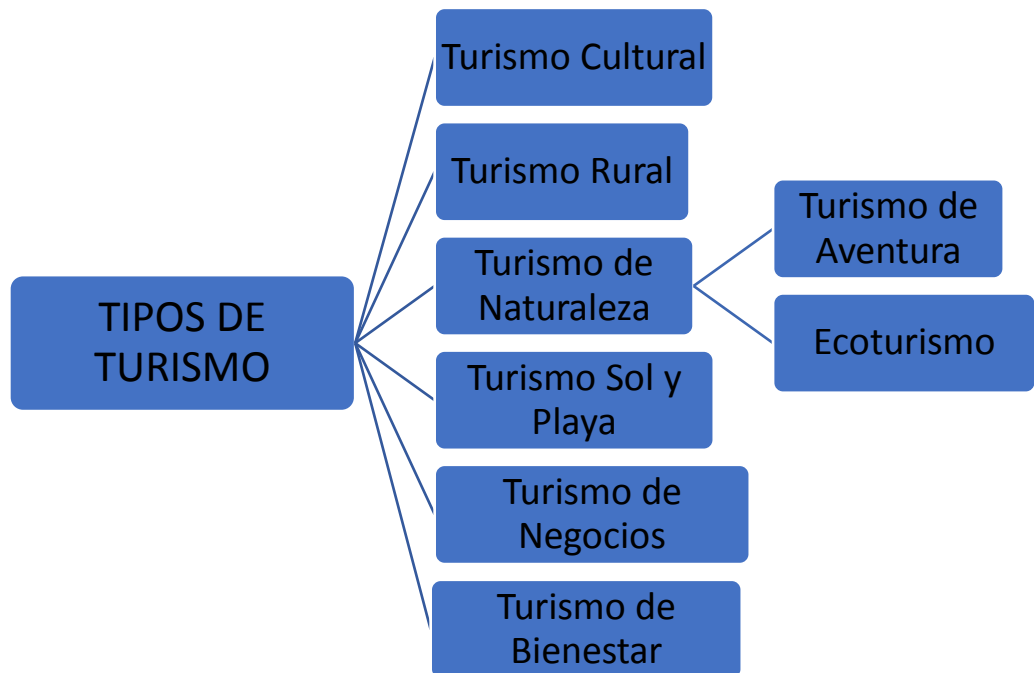 TIPOS DE
TURISMO
Turismo Cultural
Turismo Rural
Turismo de
Naturaleza
Turismo de
Aventura
Ecoturismo
Turismo Sol y
Playa
Turismo de
Negocios
Turismo de
Bienestar